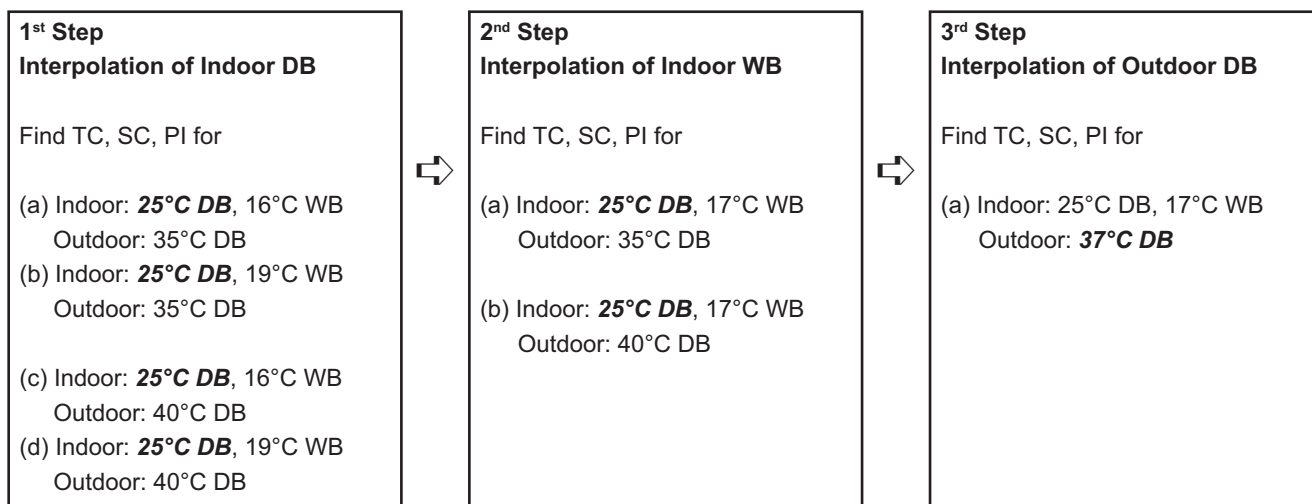 1st Step
Interpolation of Indoor DB
Find TC, SC, PI for
(a) Indoor: 25°C DB, 16°C WB
Outdoor: 35°C DB
(b) Indoor: 25°C DB, 19°C WB
Outdoor: 35°C DB
(c) Indoor: 25°C DB, 16°C WB
Outdoor: 40°C DB
(d) Indoor: 25°C DB, 19°C WB
Outdoor: 40°C DB
2nd Step
Interpolation of Indoor WB
Find TC, SC, PI for
(a) Indoor: 25°C DB, 17°C WB
Outdoor: 35°C DB
(b) Indoor: 25°C DB, 17°C WB
Outdoor: 40°C DB
3rd Step
Interpolation of Outdoor DB
Find TC, SC, PI for
(a) Indoor: 25°C DB, 17°C WB
Outdoor: 37°C DB